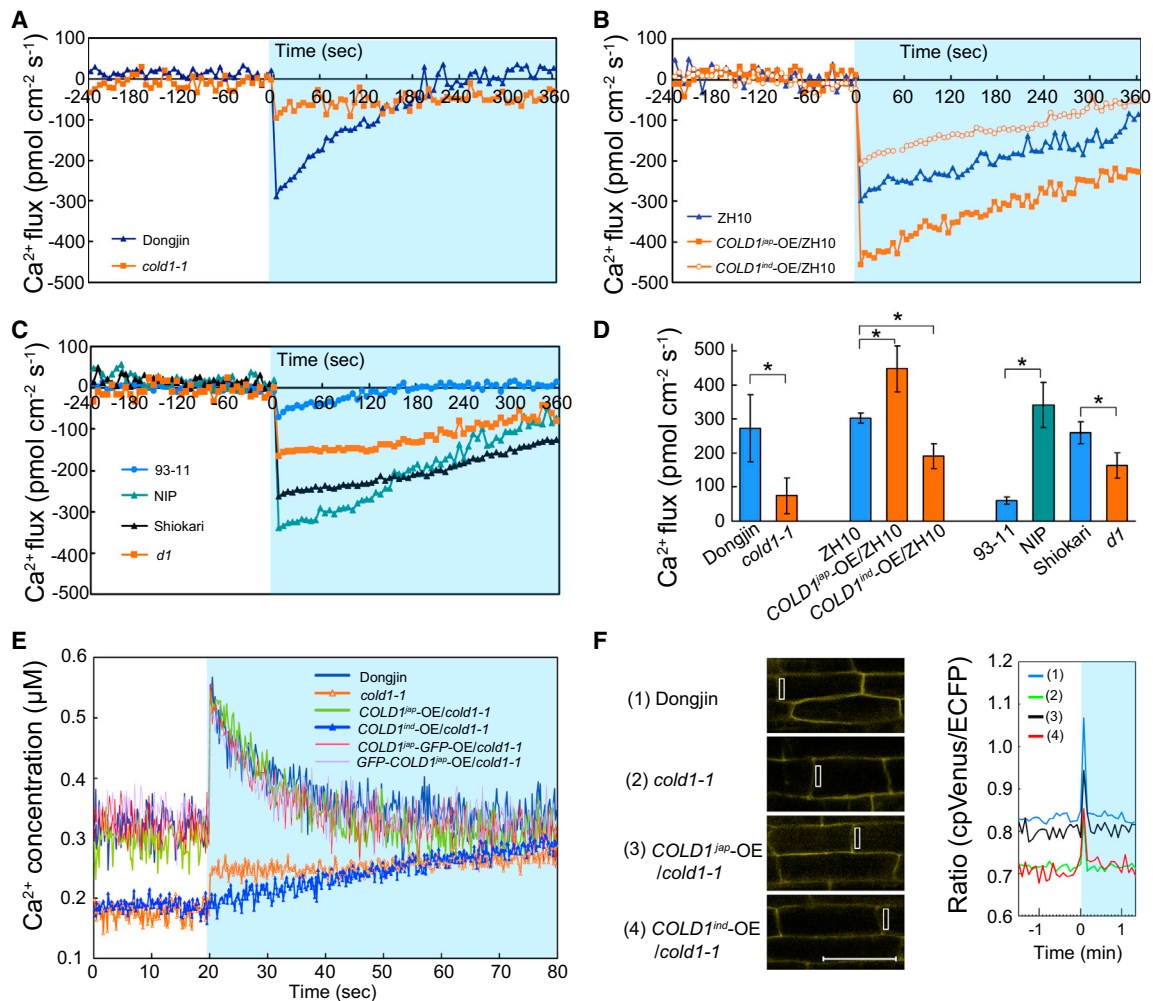 A
Ca²⁺ flux (pmol cm⁻² s⁻¹)
100
0
-100
-200
-300
-400
-500
Time (sec)
-240 -180 -120 -60 0 60 120 180 240 300 360
Dongjin
cold1-1
B
Ca²⁺ flux (pmol cm⁻² s⁻¹)
100
0
-100
-200
-300
-400
-500
Time (sec)
-240 -180 -120 -60 0 60 120 180 240 300 360
ZH10
COLD1ʲᵃᵖ-OE/ZH10
COLD1ⁱⁿᵈ-OE/ZH10
C
Ca²⁺ flux (pmol cm⁻² s⁻¹)
100
0
-100
-200
-300
-400
-500
Time (sec)
-240 -180 -120 -60 0 60 120 180 240 300 360
93-11
NIP
Shiokari
d1
D
Ca²⁺ flux (pmol cm⁻² s⁻¹)
500
400
300
200
100
0
* * * * *
Dongjin
cold1-1
ZH10
COLD1ʲᵃᵖ-OE/ZH10
COLD1ⁱⁿᵈ-OE/ZH10
93-11
NIP
Shiokari
d1
E
Ca²⁺ concentration (µM)
0.6
0.5
0.4
0.3
0.2
0.1
0 10 20 30 40 50 60 70 80
Time (sec)
Dongjin
cold1-1
COLD1ʲᵃᵖ-OE/cold1-1
COLD1ⁱⁿᵈ-OE/cold1-1
COLD1ʲᵃᵖ-GFP-OE/cold1-1
GFP-COLD1ʲᵃᵖ-OE/cold1-1
F
(1) Dongjin
(2) cold1-1
(3) COLD1ʲᵃᵖ-OE
/cold1-1
(4) COLD1ⁱⁿᵈ-OE
/cold1-1
Ratio (cpVenus/ECFP)
1.2
1.1
1.0
0.9
0.8
0.7
0.6
(1)
(2)
(3)
(4)
-1 0 1
Time (min)